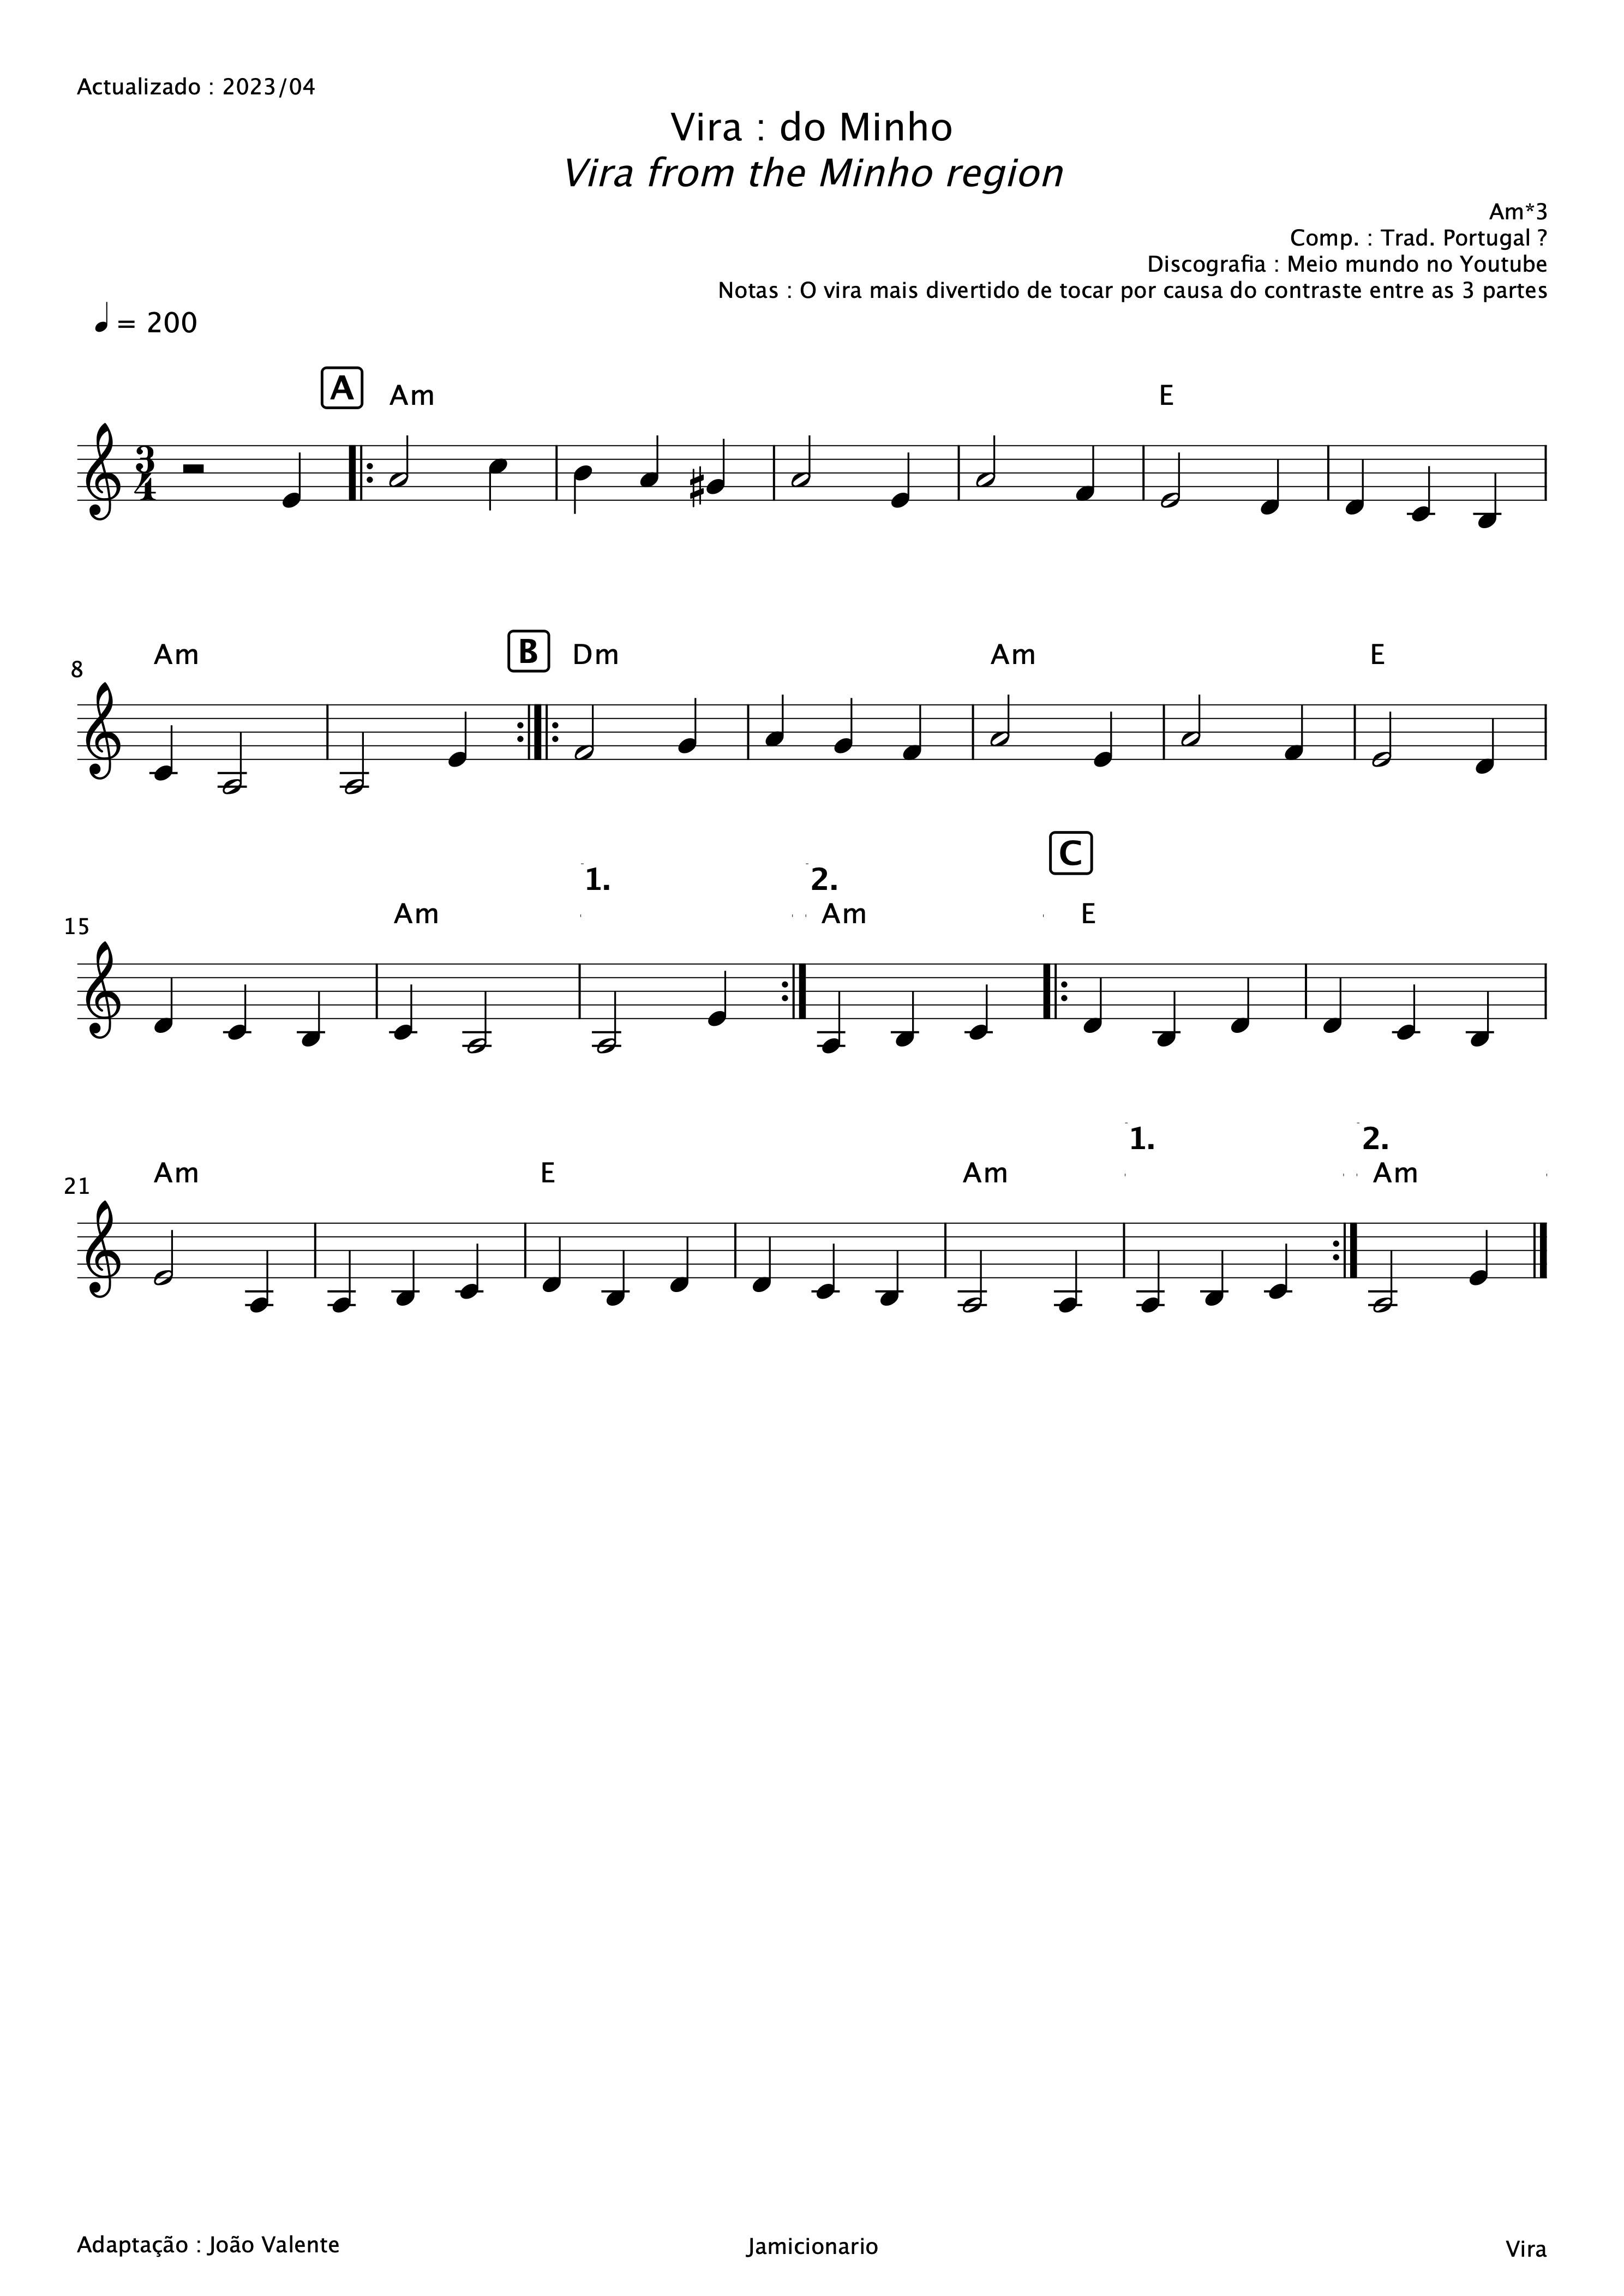 Actualizado : 2023/04
Vira : do Minho
Vira from the Minho region
Am*3
Comp. : Trad. Portugal ?
Discografia : Meio mundo no Youtube
Notas : O vira mais divertido de tocar por causa do contraste entre as 3 partes
= 200
A Am E
3
4
8 Am B Dm Am E
C
1. 2.
15 Am Am E
1. 2.
21 Am E Am Am
Adaptação : João Valente Jamicionario Vira